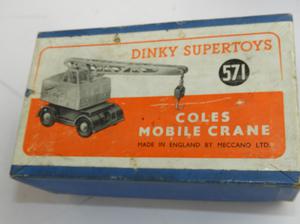 DINKY SUPERTOYS
571
COLES
MOBILE CRANE
MADE IN ENGLAND BY MECCANO LTD.